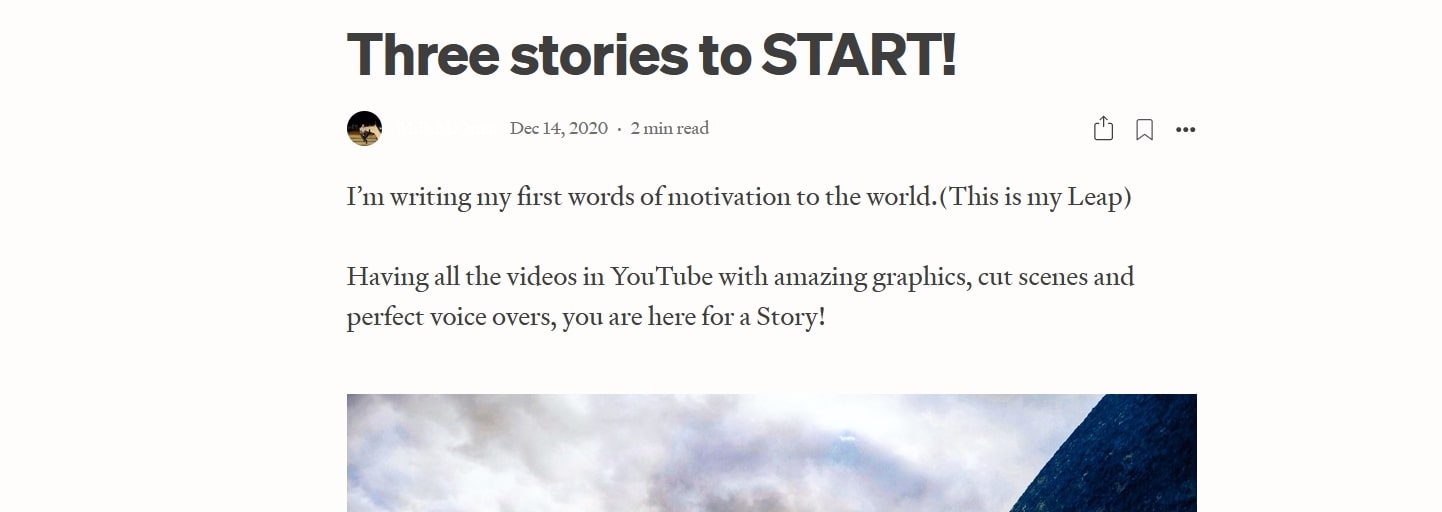 Three stories to START!
Dec 14, 2020 · 2 min read
I'm writing my first words of motivation to the world.(This is my Leap)
Having all the videos in YouTube with amazing graphics, cut scenes and
perfect voice overs, you are here for a Story!